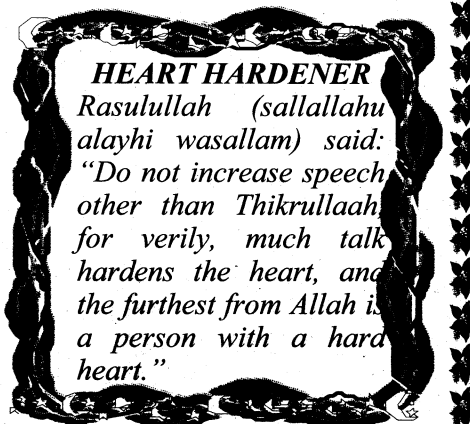 HEART HARDENER
Rasulullah (sallallahu
alayhi wasallam) said:
“Do not increase speech
other than Thikrullaah,
for verily, much talk
hardens the heart, and
the furthest from Allah is
a person with a hard
heart.”